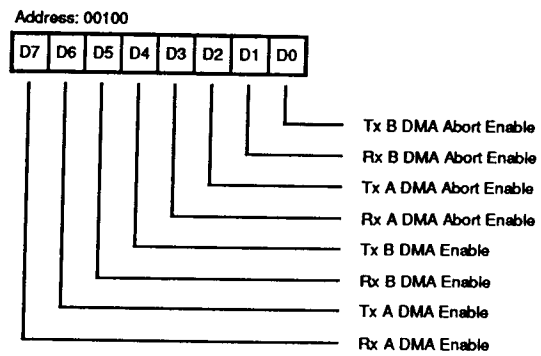 Address: 00100
D7 D6 D5 D4 D3 D2 D1 D0
Tx B DMA Abort Enable
Rx B DMA Abort Enable
Tx A DMA Abort Enable
Rx A DMA Abort Enable
Tx B DMA Enable
Rx B DMA Enable
Tx A DMA Enable
Rx A DMA Enable